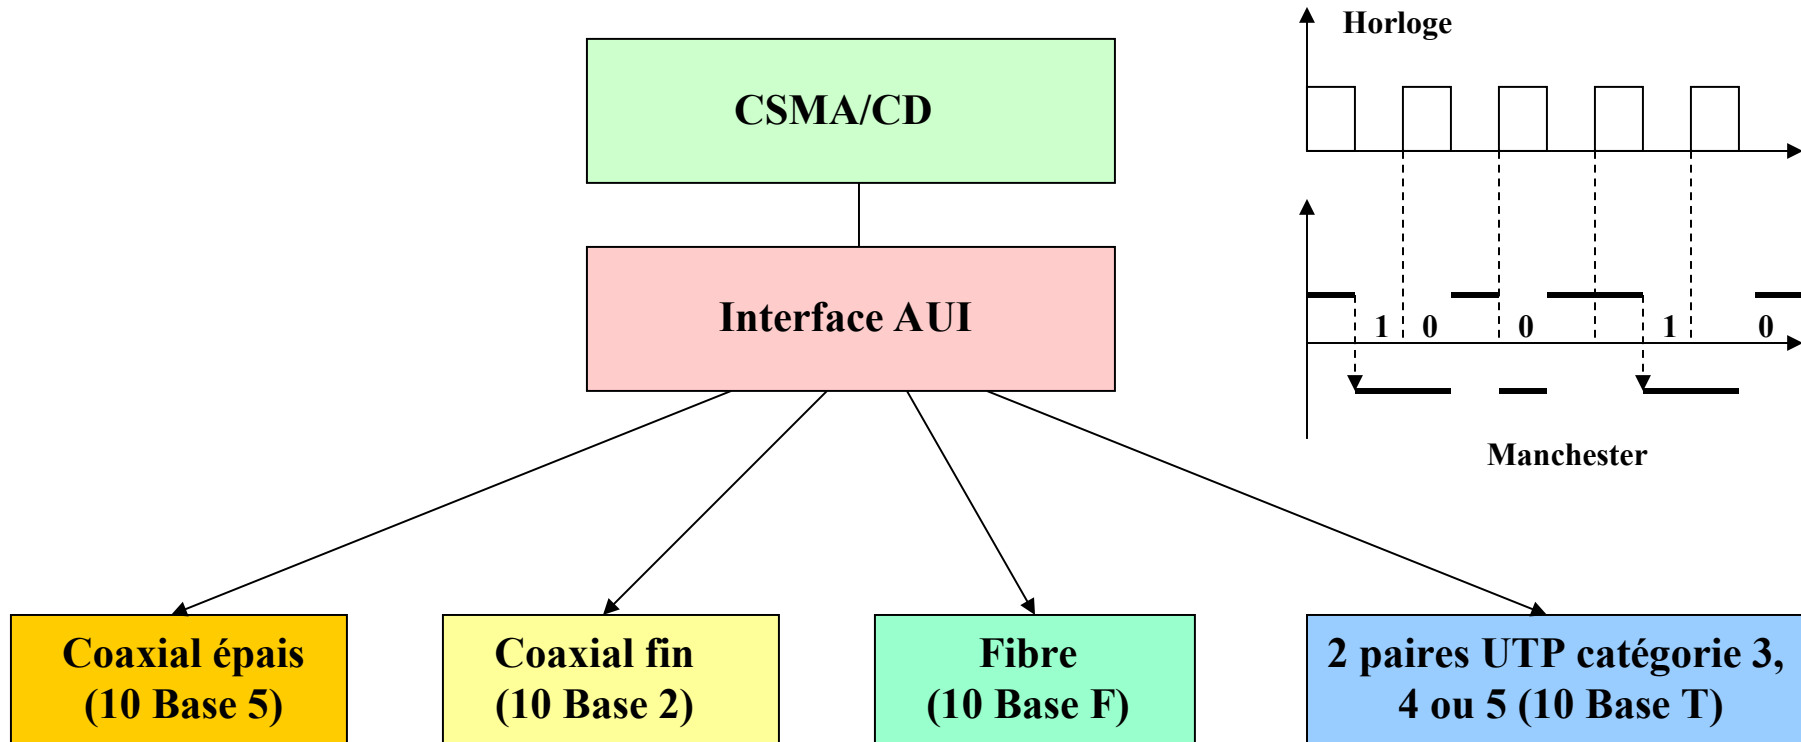 Horloge
CSMA/CD
Interface AUI
1 0 0 1 0
Manchester
Coaxial épais
(10 Base 5)
Coaxial fin
(10 Base 2)
Fibre
(10 Base F)
2 paires UTP catégorie 3,
4 ou 5 (10 Base T)